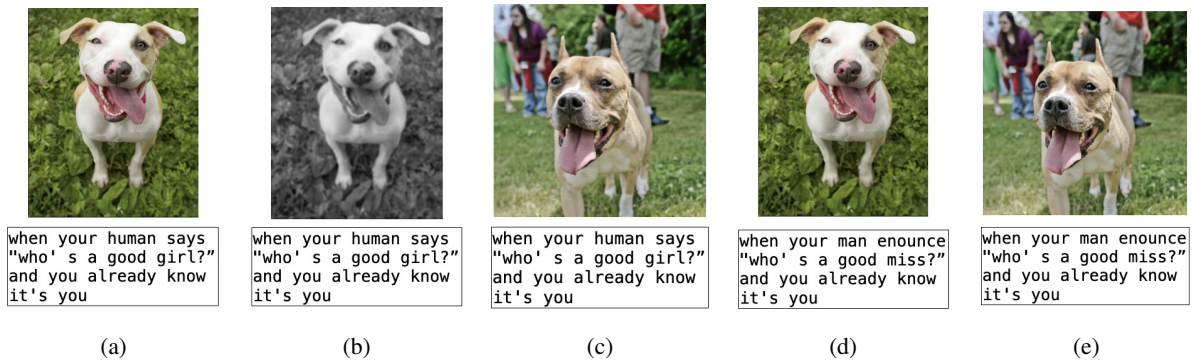 when your human says
"who' s a good girl?”
and you already know
it's you
(a)
when your human says
"who' s a good girl?”
and you already know
it's you
(b)
when your human says
"who' s a good girl?”
and you already know
it's you
(c)
when your man enounce
"who' s a good miss?”
and you already know
it's you
(d)
when your man enounce
"who' s a good miss?”
and you already know
it's you
(e)